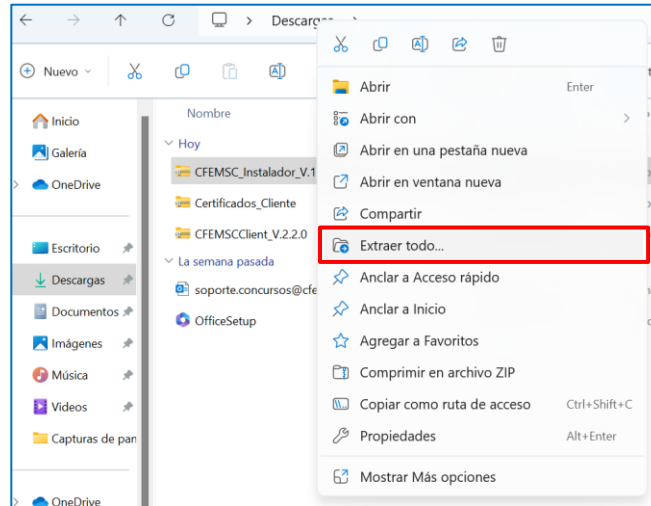 Descargas
Nuevo
Inicio
Galería
OneDrive
Escritorio
Descargas
Documentos
Imágenes
Música
Videos
Capturas de pan
OneDrive
Nombre
Hoy
CFEMSC_Instalador_V.1
Certificados_Cliente
CFEMSCClient_V.2.2.0
La semana pasada
soporte.concursos@cfe
OfficeSetup
Abrir Enter
Abrir con
Abrir en una pestaña nueva
Abrir en ventana nueva
Compartir
Extraer todo...
Anclar a Acceso rápido
Anclar a Inicio
Agregar a Favoritos
Comprimir en archivo ZIP
Copiar como ruta de acceso Ctrl+Shift+C
Propiedades Alt+Enter
Mostrar Más opciones